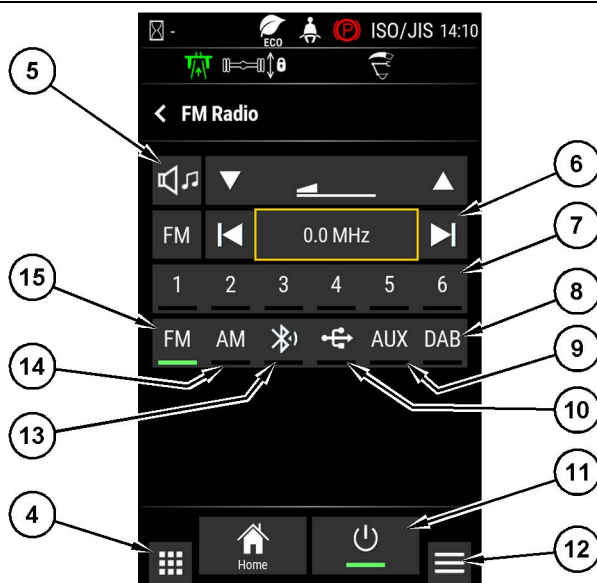 - ECO P ISO/JIS 14:10
5
FM Radio
6
FM 0.0 MHz
7
15
1 2 3 4 5 6
8
FM AM AUX DAB
14
9
13
10
11
4
Home
12